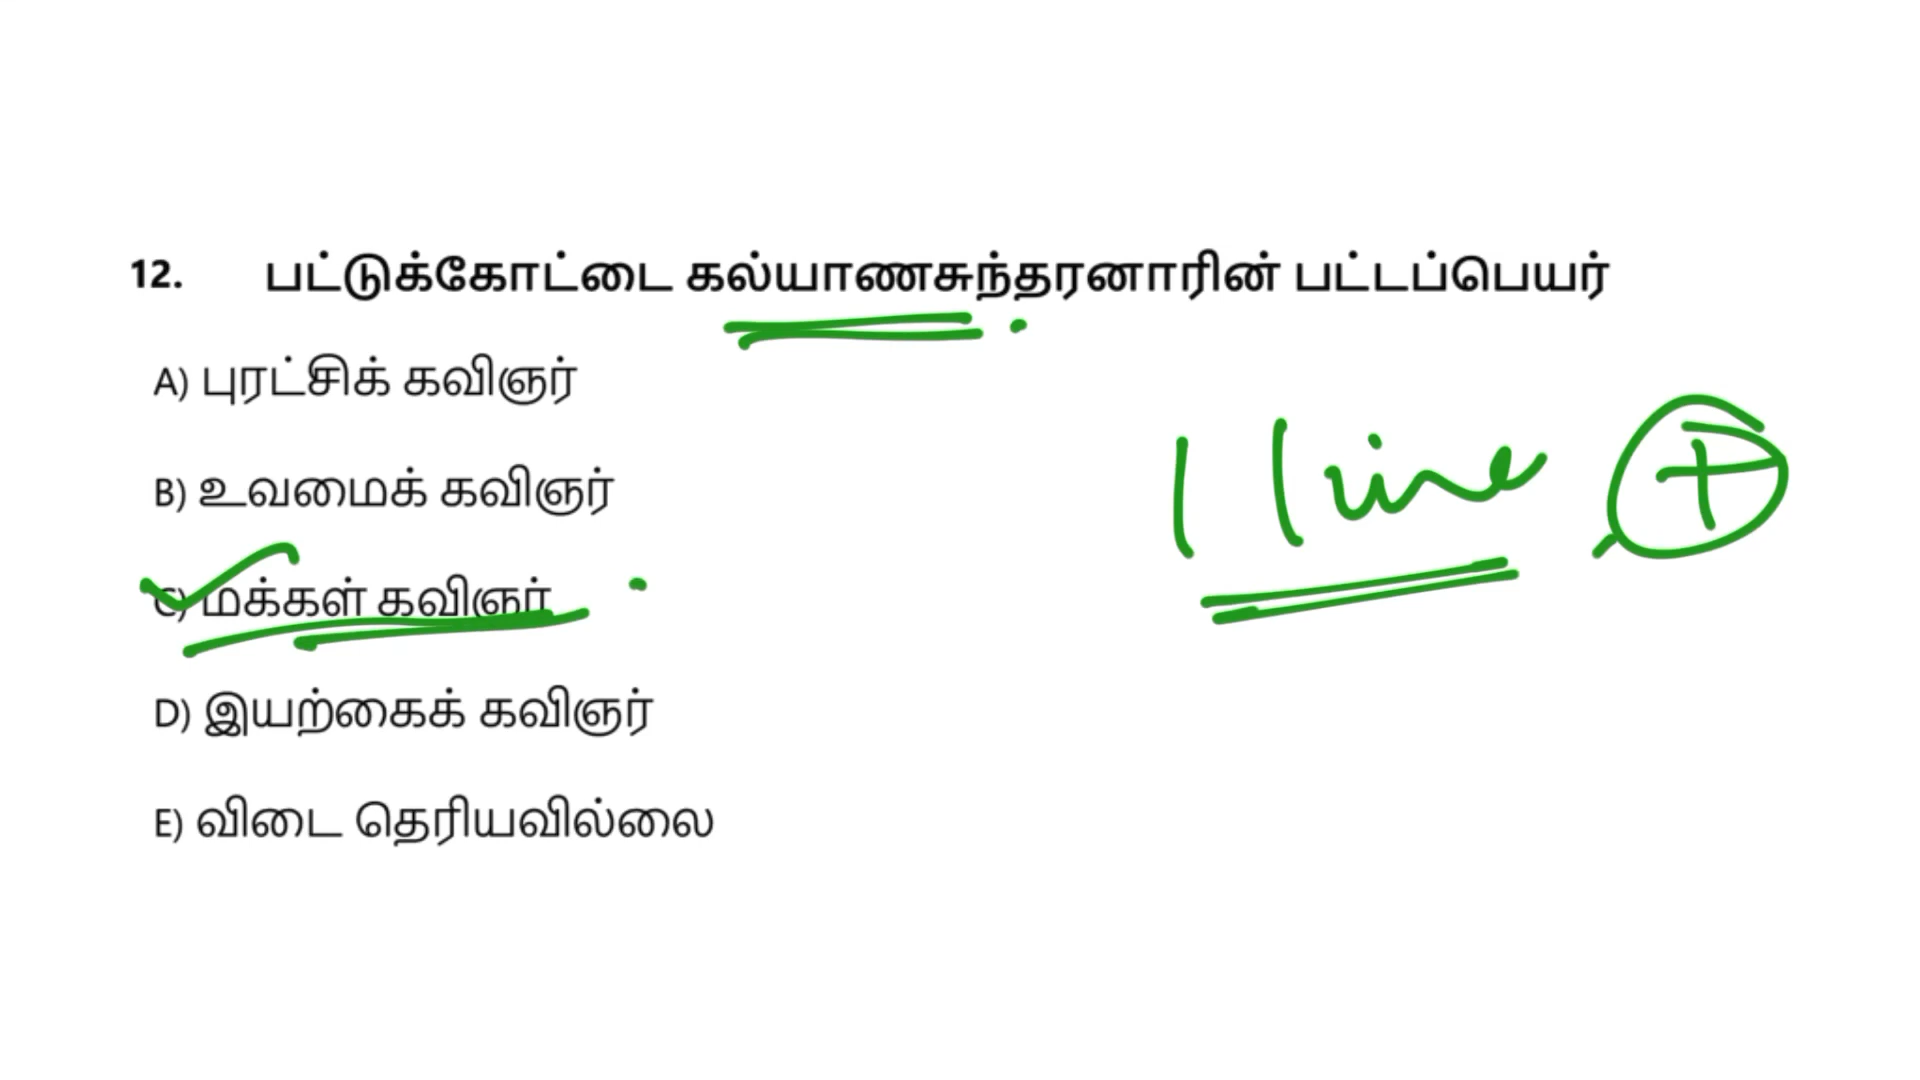 12. பட்டுக்கோட்டை கல்யாணசுந்தரனாரின் பட்டப்பெயர்
A) புரட்சிக் கவிஞர்
B) உவமைக் கவிஞர்
1 line +
C) மக்கள் கவிஞர்
D) இயற்கைக் கவிஞர்
E) விடை தெரியவில்லை